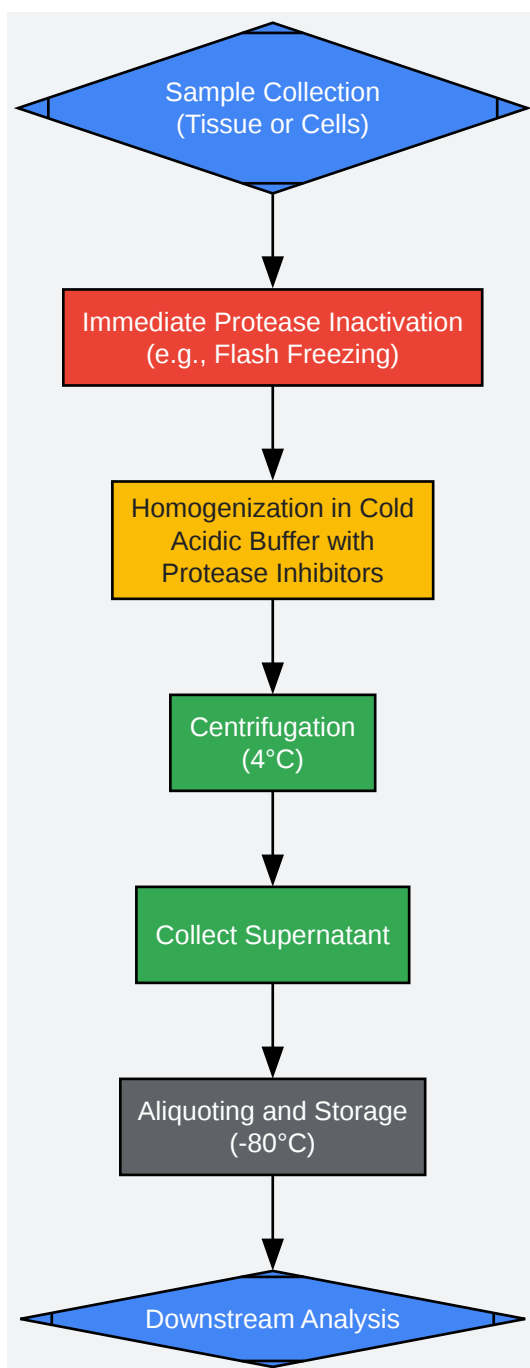 Sample Collection
(Tissue or Cells)
Immediate Protease Inactivation
(e.g., Flash Freezing)
Homogenization in Cold
Acidic Buffer with
Protease Inhibitors
Centrifugation
(4°C)
Collect Supernatant
Aliquoting and Storage
(-80°C)
Downstream Analysis